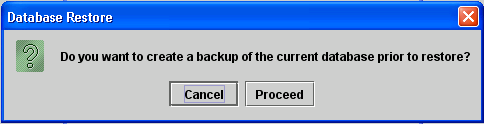 Database Restore
Do you want to create a backup of the current database prior to restore?
Cancel Proceed